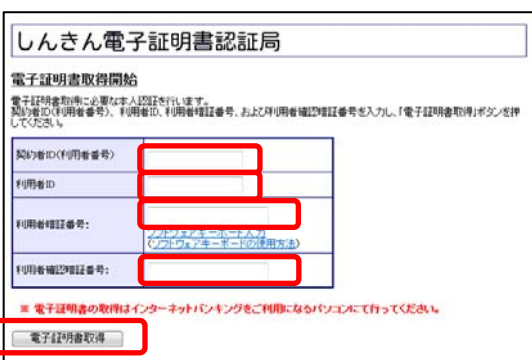 しんきん電子証明書認証局
電子証明書取得開始
電子証明書取得に必要な本人認証を行います。
契約者ID(利用者番号)、利用者ID、利用者暗証番号、および利用者確認暗証番号を入力し、「電子証明書取得」ボタンを押
してください。
契約者ID(利用者番号)
利用者ID
利用者暗証番号:
ソフトウェアキーボード入力
(ソフトウェアキーボードの使用方法)
利用者確認暗証番号:
※ 電子証明書の取得はインターネットバンキングをご利用になるパソコンにて行ってください。
電子証明書取得